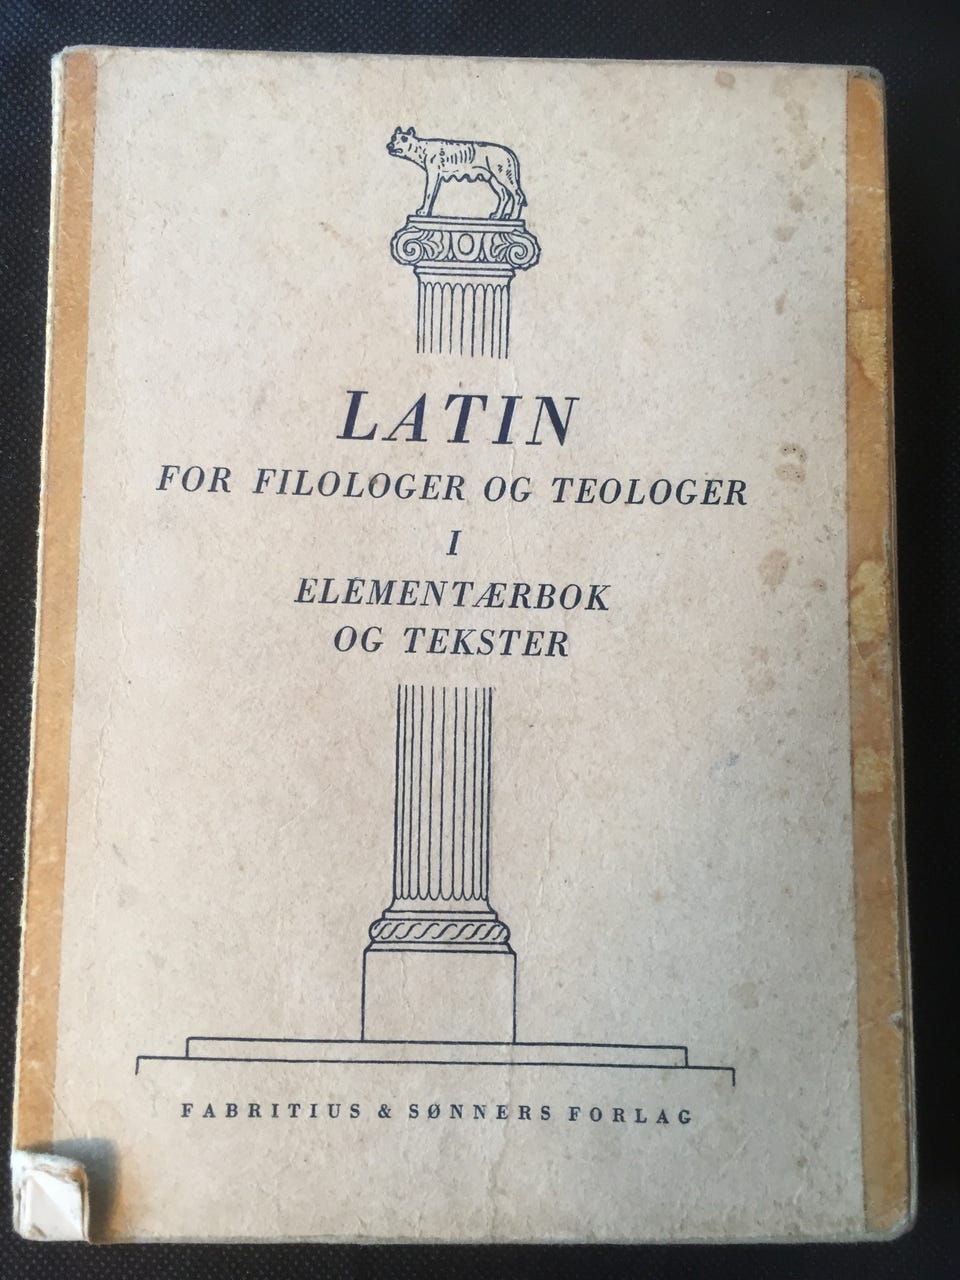 LATIN
FOR FILOLOGER OG TEOLOGER
I
ELEMENTÆRBOK
OG TEKSTER
FABRITIUS & SØNNERS FORLAG